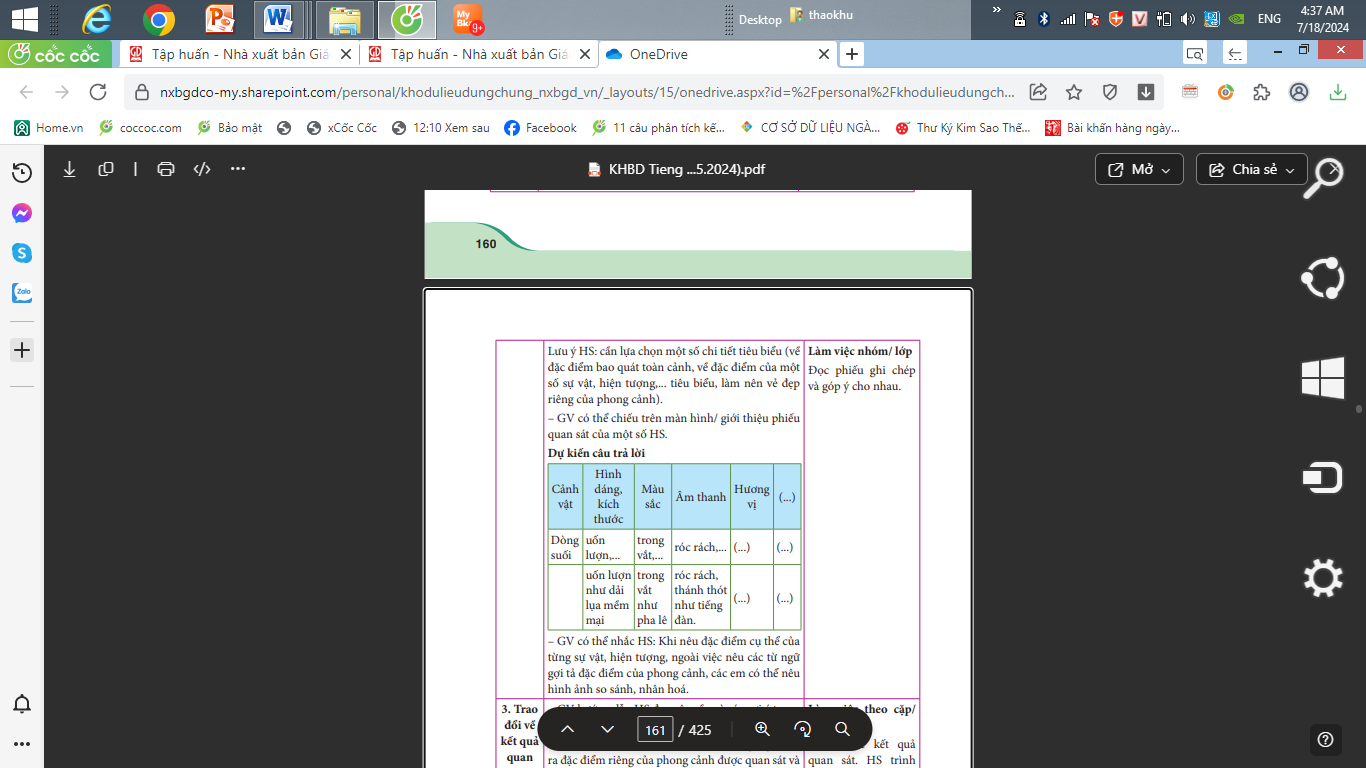 Desktop
thaokhu
ENG
4:37 AM
7/18/2024
My
Bk
9+
CỐC CỐC
Tập huấn - Nhà xuất bản Giá
Tập huấn - Nhà xuất bản Giá
OneDrive
nxbgdco-my.sharepoint.com/personal/khodulieudungchung_nxbgd_vn/_layouts/15/onedrive.aspx?id=%2Fpersonal%2Fkhodulieudungch...
Home.vn
coccoc.com
Bảo mật
xCốc Cốc
12:10 Xem sau
Facebook
11 câu phân tích kế...
CƠ SỞ DỮ LIỆU NGÀ...
Thư Ký Kim Sao Thế...
Bài khấn hàng ngày...
KHBD Tieng ...5.2024).pdf
Mở
Chia sẻ
Zalo
160
Lưu ý HS: cần lựa chọn một số chi tiết tiêu biểu (về
đặc điểm bao quát toàn cảnh, về đặc điểm của một
số sự vật, hiện tượng,... tiêu biểu, làm nên vẻ đẹp
riêng của phong cảnh).
– GV có thể chiếu trên màn hình/ giới thiệu phiếu
quan sát của một số HS.
Dự kiến câu trả lời
Cảnh
vật
Hình
dáng,
kích
thước
Màu
sắc
Âm thanh
Hương
vị
(...)
Dòng
suối
uốn
lượn,...
trong
vắt,...
róc rách,...
(...)
(...)
uốn lượn
như dải
lụa mềm
mại
trong
vắt
như
pha lê
róc rách,
thánh thót
như tiếng
đàn.
(...)
(...)
– GV có thể nhắc HS: Khi nêu đặc điểm cụ thể của
từng sự vật, hiện tượng, ngoài việc nêu các từ ngữ
gợi tả đặc điểm của phong cảnh, các em có thể nêu
hình ảnh so sánh, nhân hoá.
Làm việc nhóm/ lớp
Đọc phiếu ghi chép
và góp ý cho nhau.
3. Trao
đổi về
kết quả
quan
ra đặc điểm riêng của phong cảnh được quan sát và
theo cặp/
kết quả
quan sát. HS trình
161 / 425